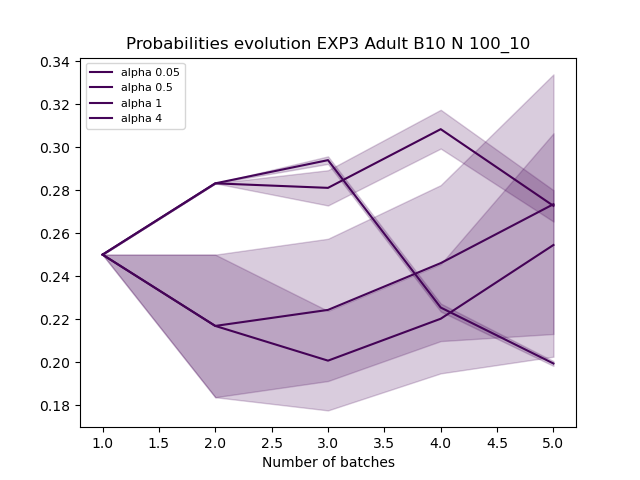 Probabilities evolution EXP3 Adult B10 N 100_10
0.34
0.32
0.30
0.28
0.26
0.24
0.22
0.20
0.18
alpha 0.05
alpha 0.5
alpha 1
alpha 4
1.0 1.5 2.0 2.5 3.0 3.5 4.0 4.5 5.0
Number of batches